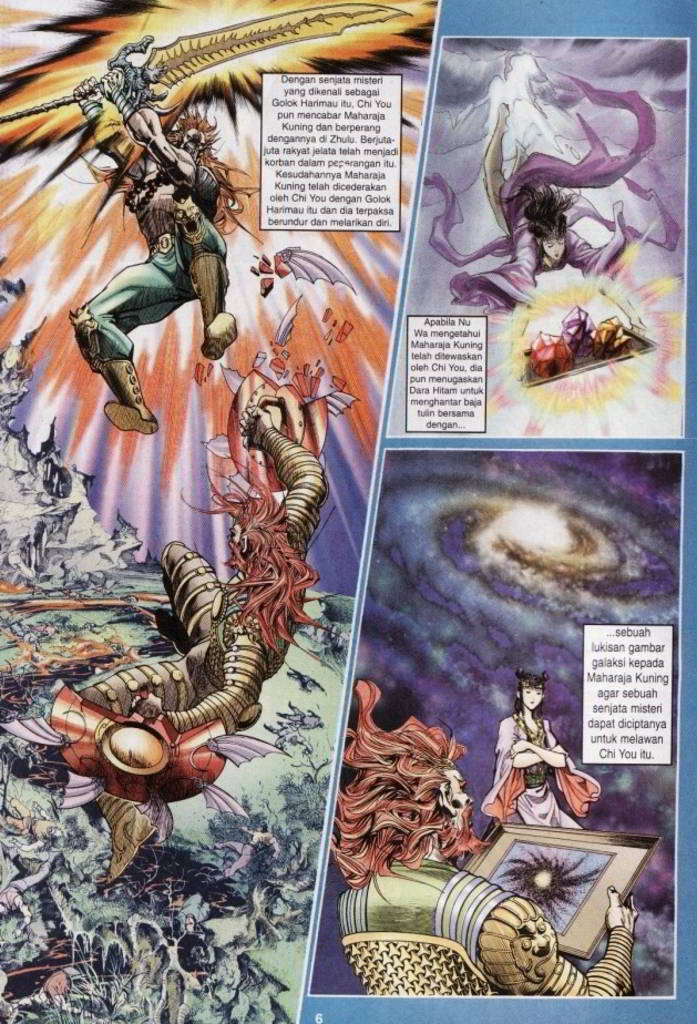 Dengan senjata misteri
yang dikenali sebagai
Golok Harimau itu, Chi You
pun mencabar Maharaja
Kuning dan berperang
dengannya di Zhulu. Berjuta-
juta rakyat jelata telah menjadi
korban dalam peperangan itu.
Kesudahannya Maharaja
Kuning telah dicederakan
oleh Chi You dengan Golok
Harimau itu dan dia terpaksa
berundur dan melarikan diri.
Apabila Nu
Wa mengetahui
Maharaja Kuning
telah ditewaskan
oleh Chi You, dia
pun menugaskan
Dara Hitam untuk
menghantar baja
tulin bersama
dengan...
...sebuah
lukisan gambar
galaksi kepada
Maharaja Kuning
agar sebuah
senjata misteri
dapat diciptanya
untuk melawan
Chi You itu.
6